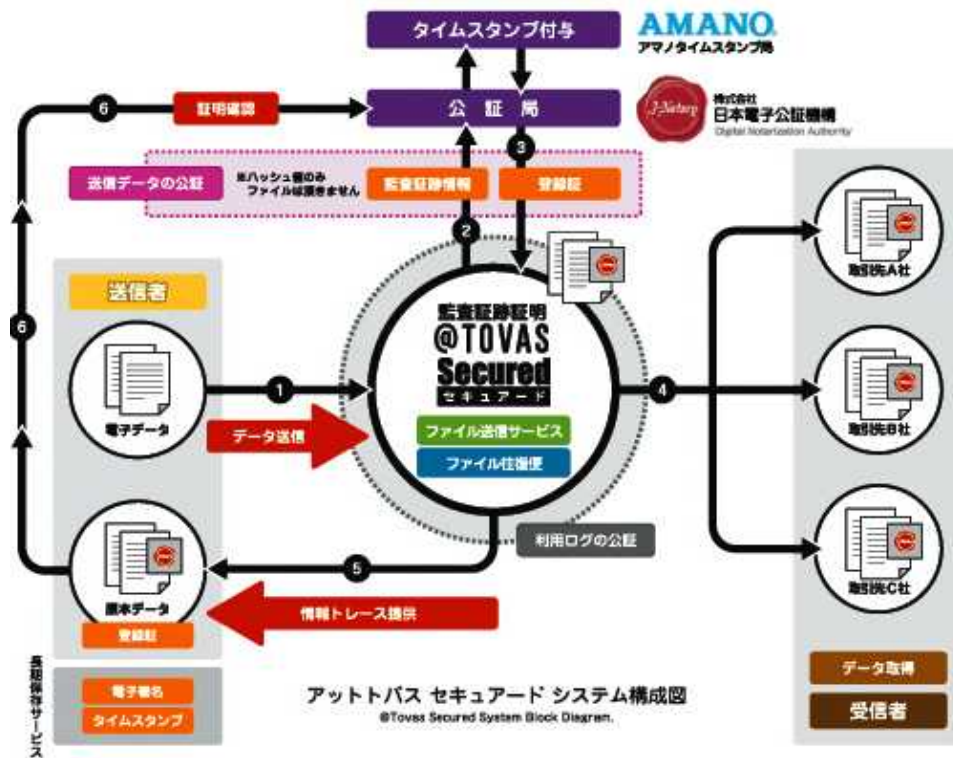 タイムスタンプ付与
AMANO
アマノタイムスタンプ局
6
証明確認
公証局
J-Notary
株式会社
日本電子公証機構
Digital Notarization Authority
3
送信データの公証
※ハッシュ値のみ
ファイルは頂きません
監査証跡情報
登録証
2
送信者
6
電子データ
1
データ送信
監査証跡証明
@TOVAS
Secured
セキュアード
ファイル送信サービス
ファイル往復便
4
取引先A社
取引先B社
取引先C社
利用ログの公証
5
原本データ
登録証
情報トレース提供
長期保存サービス
電子署名
タイムスタンプ
アットトバス セキュアード システム構成図
@Tovas Secured System Block Diagram.
データ取得
受信者